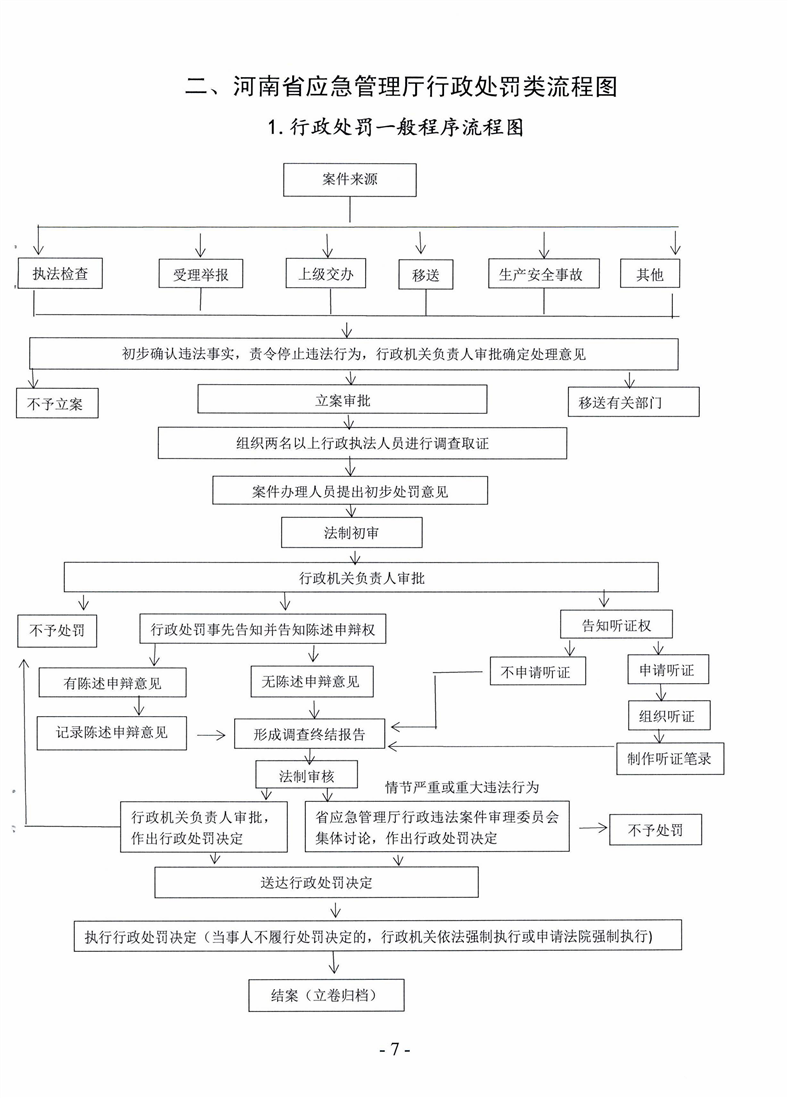 二、河南省应急管理厅行政处罚类流程图
1.行政处罚一般程序流程图
案件来源
执法检查
受理举报
上级交办
移送
生产安全事故
其他
初步确认违法事实，责令停止违法行为，行政机关负责人审批确定处理意见
不予立案
立案审批
移送有关部门
组织两名以上行政执法人员进行调查取证
案件办理人员提出初步处罚意见
法制初审
行政机关负责人审批
不予处罚
行政处罚事先告知并告知陈述申辩权
告知听证权
有陈述申辩意见
无陈述申辩意见
不申请听证
申请听证
记录陈述申辩意见
形成调查终结报告
组织听证
制作听证笔录
法制审核
情节严重或重大违法行为
行政机关负责人审批，
作出行政处罚决定
省应急管理厅行政违法案件审理委员会
集体讨论，作出行政处罚决定
不予处罚
送达行政处罚决定
执行行政处罚决定（当事人不履行处罚决定的，行政机关依法强制执行或申请法院强制执行)
结案（立卷归档）
- 7 -